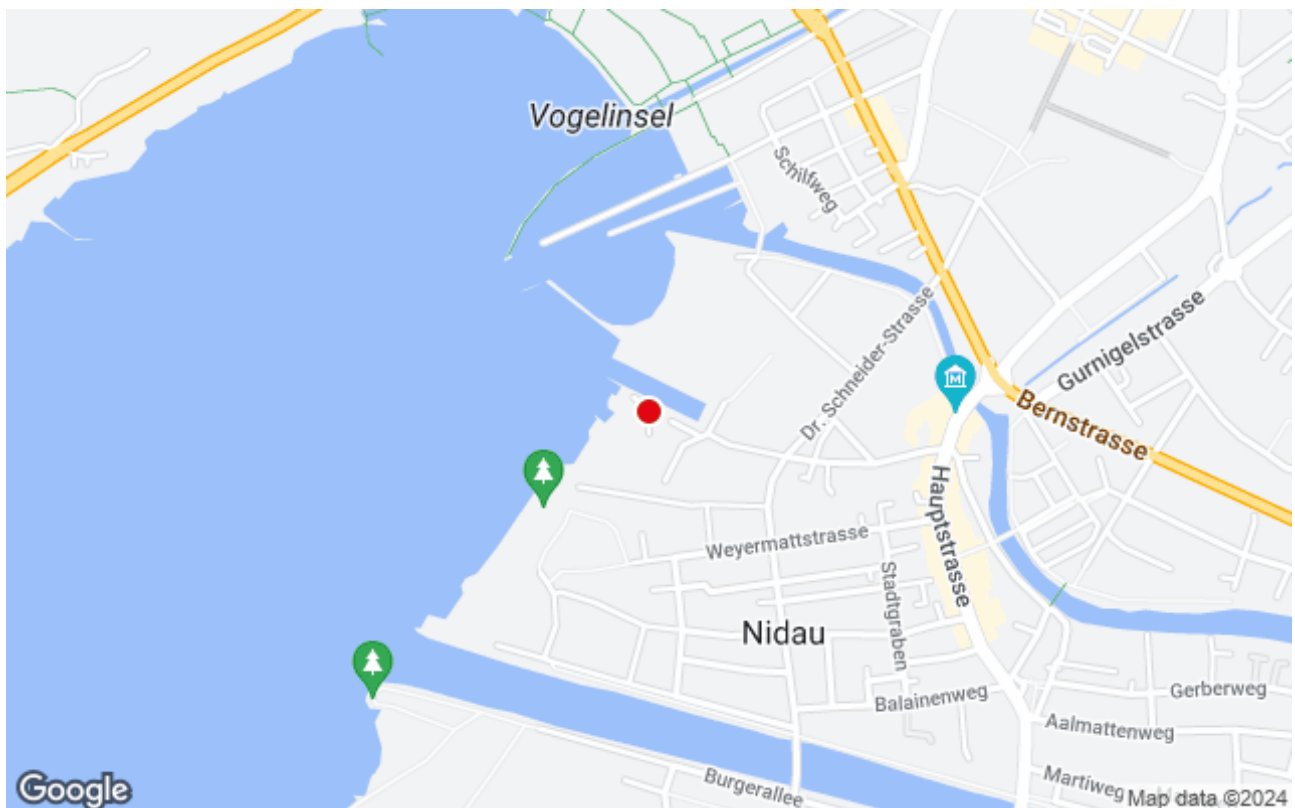 Vogelinsel
Schilfweg
Dr. Schneider-Strasse
Gurnigelstrasse
Bernstrasse
M
Hauptstrasse
Weyermattstrasse
Stadtgraben
Nidau
Balainenweg
Gerberweg
Aalmattenweg
Martiweg
Burgerallee
Google
Map data ©2024